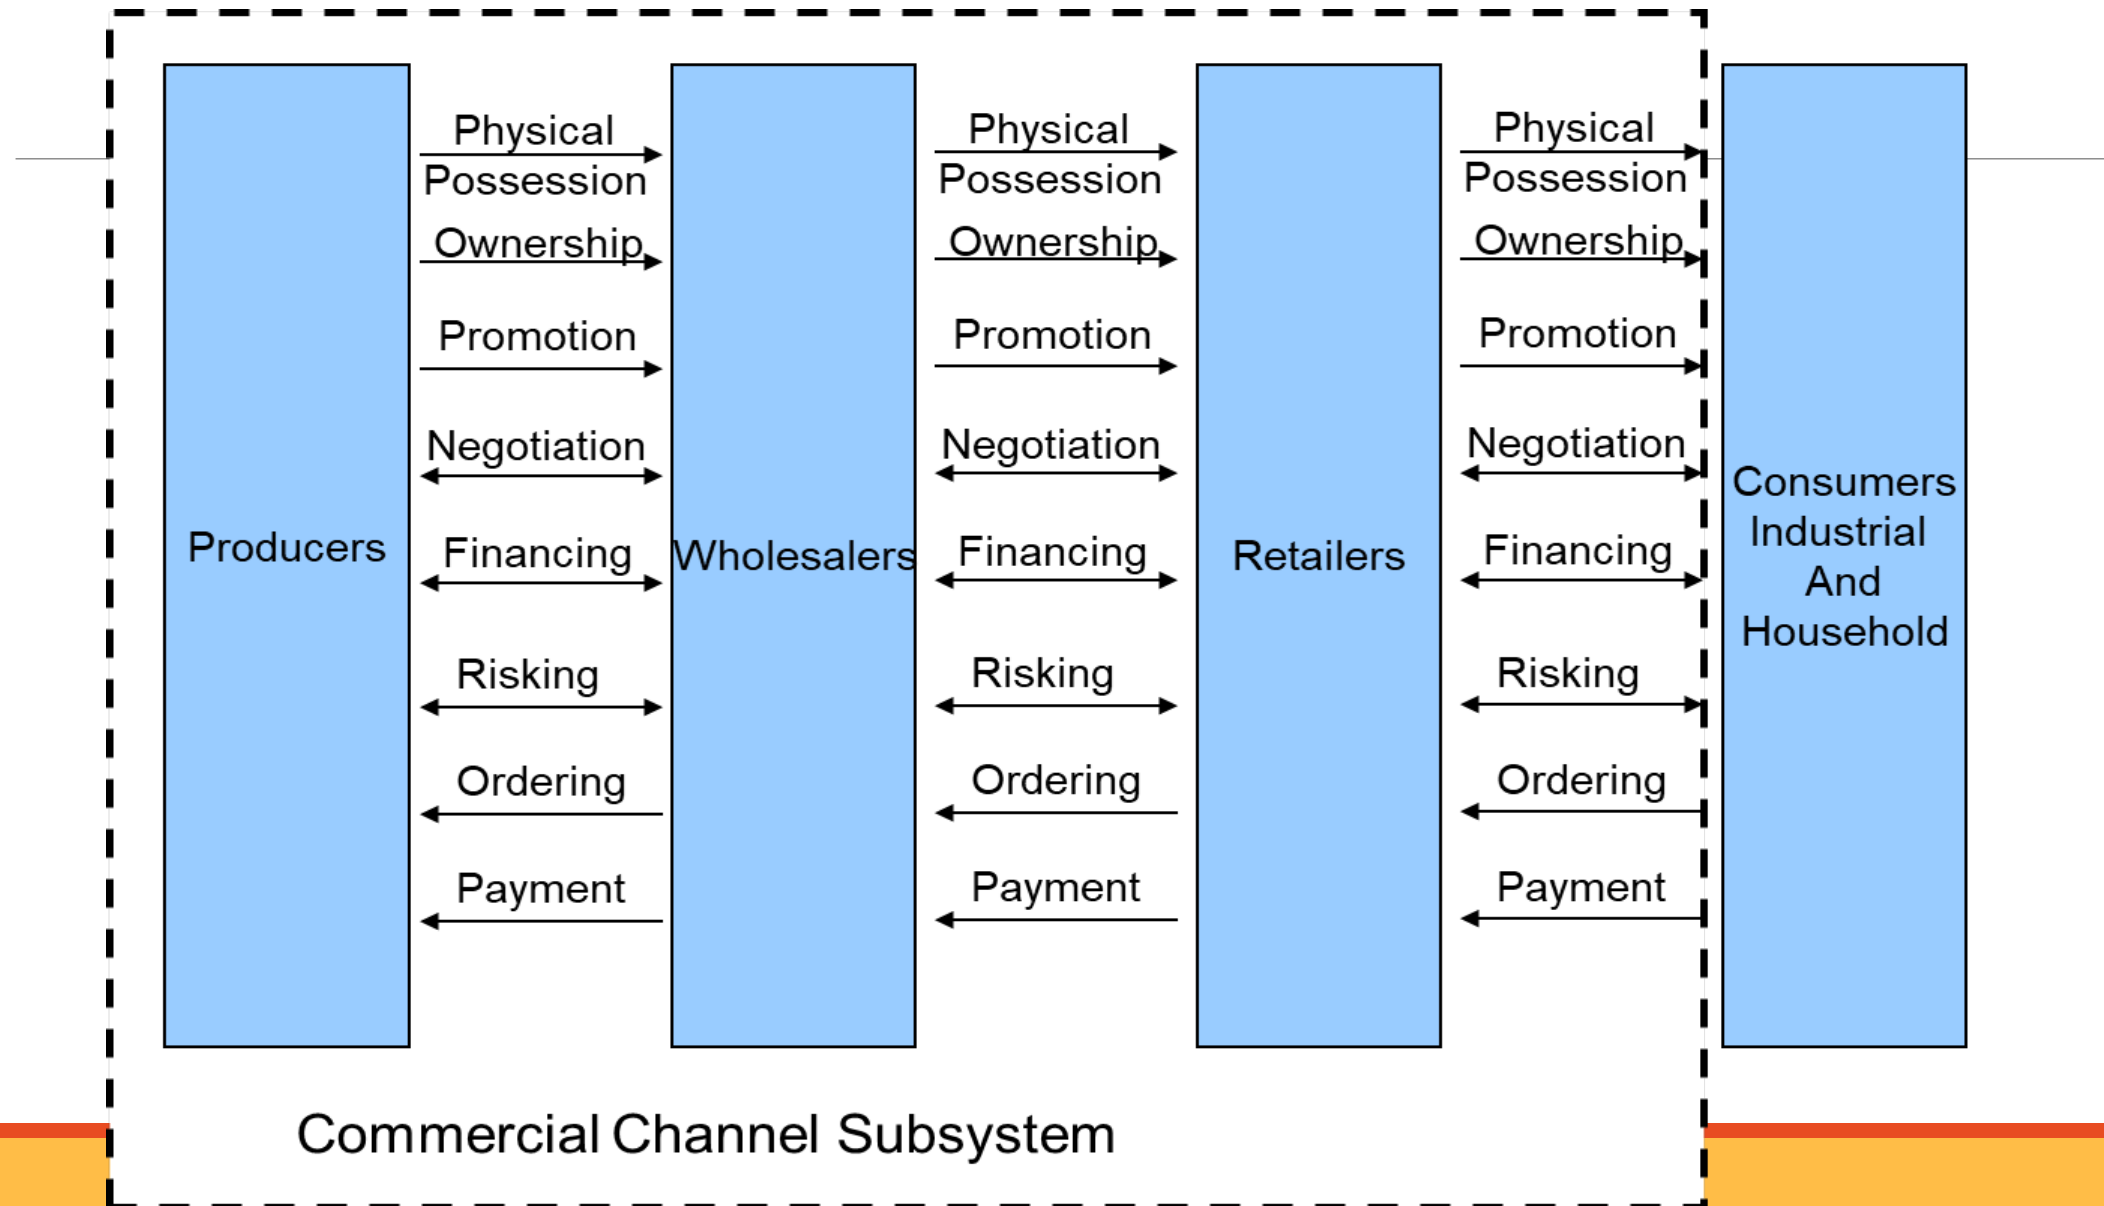 Producers
Physical
Possession
Ownership
Promotion
Negotiation
Financing
Risking
Ordering
Payment
Wholesalers
Physical
Possession
Ownership
Promotion
Negotiation
Financing
Risking
Ordering
Payment
Retailers
Physical
Possession
Ownership
Promotion
Negotiation
Financing
Risking
Ordering
Payment
Consumers
Industrial
And
Household
Commercial Channel Subsystem